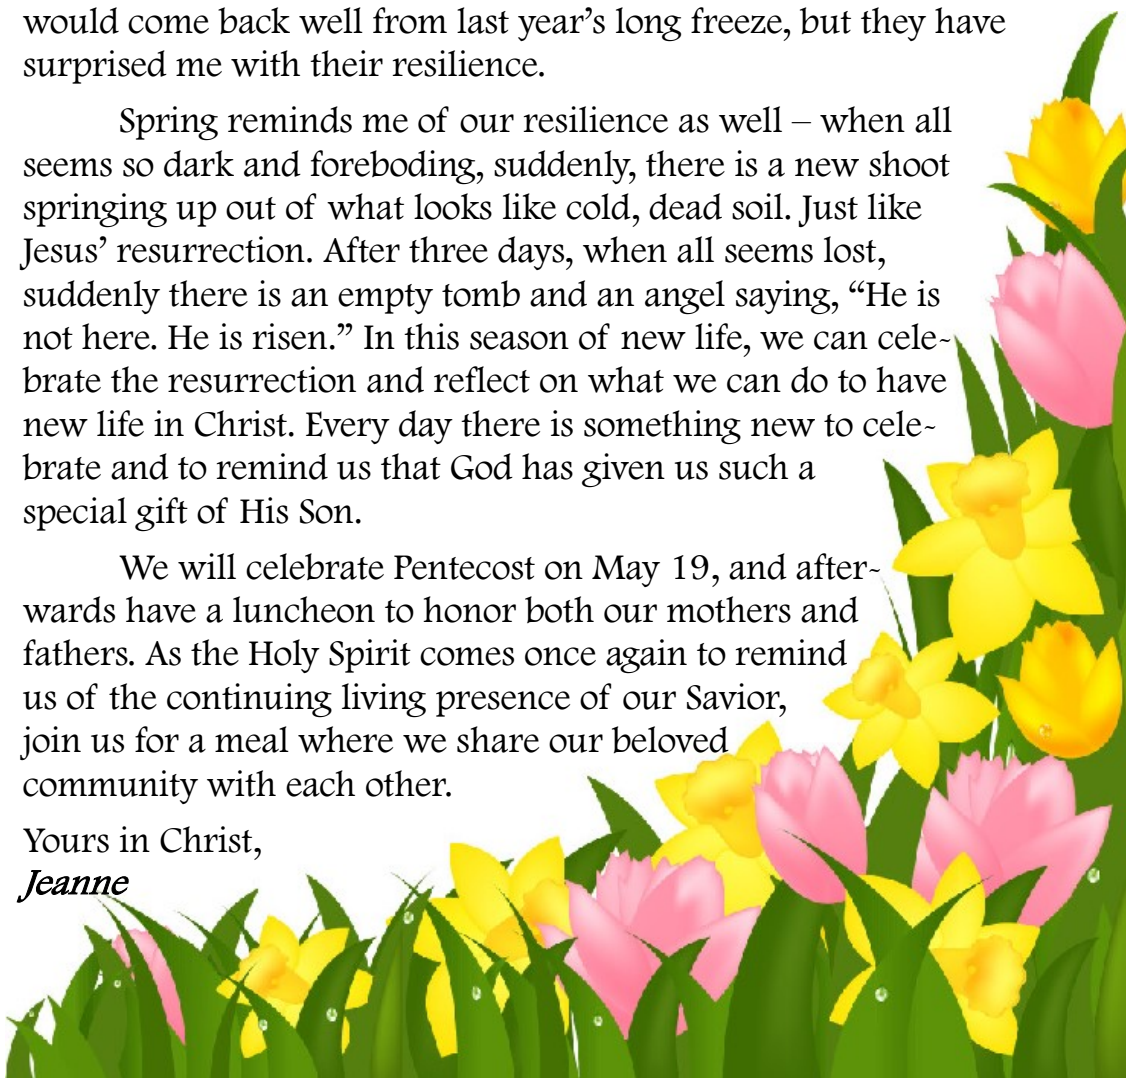 would come back well from last year’s long freeze, but they have
surprised me with their resilience.
Spring reminds me of our resilience as well – when all
seems so dark and foreboding, suddenly, there is a new shoot
springing up out of what looks like cold, dead soil. Just like
Jesus’ resurrection. After three days, when all seems lost,
suddenly there is an empty tomb and an angel saying, “He is
not here. He is risen.” In this season of new life, we can cele-
brate the resurrection and reflect on what we can do to have
new life in Christ. Every day there is something new to cele-
brate and to remind us that God has given us such a
special gift of His Son.
We will celebrate Pentecost on May 19, and after-
wards have a luncheon to honor both our mothers and
fathers. As the Holy Spirit comes once again to remind
us of the continuing living presence of our Savior,
join us for a meal where we share our beloved
community with each other.
Yours in Christ,
Jeanne